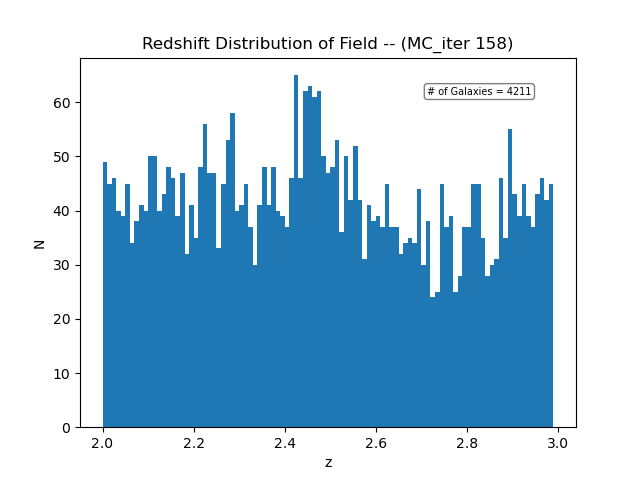 Redshift Distribution of Field -- (MC_iter 158)
# of Galaxies = 4211
N
60
50
40
30
20
10
0
2.0 2.2 2.4 2.6 2.8 3.0
z